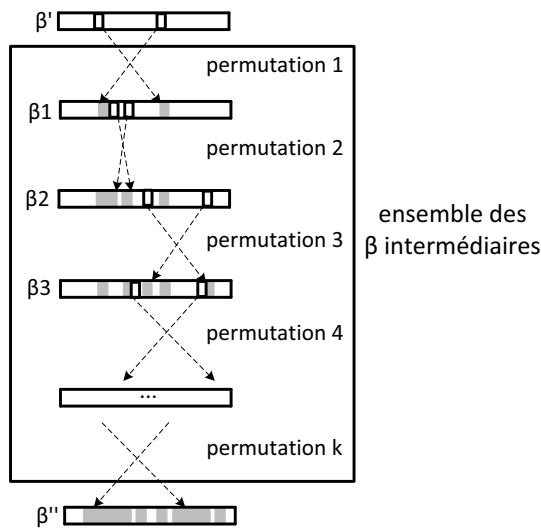 β'
permutation 1
β1
permutation 2
β2
ensemble des
β intermédiaires
permutation 3
β3
permutation 4
...
permutation k
β''